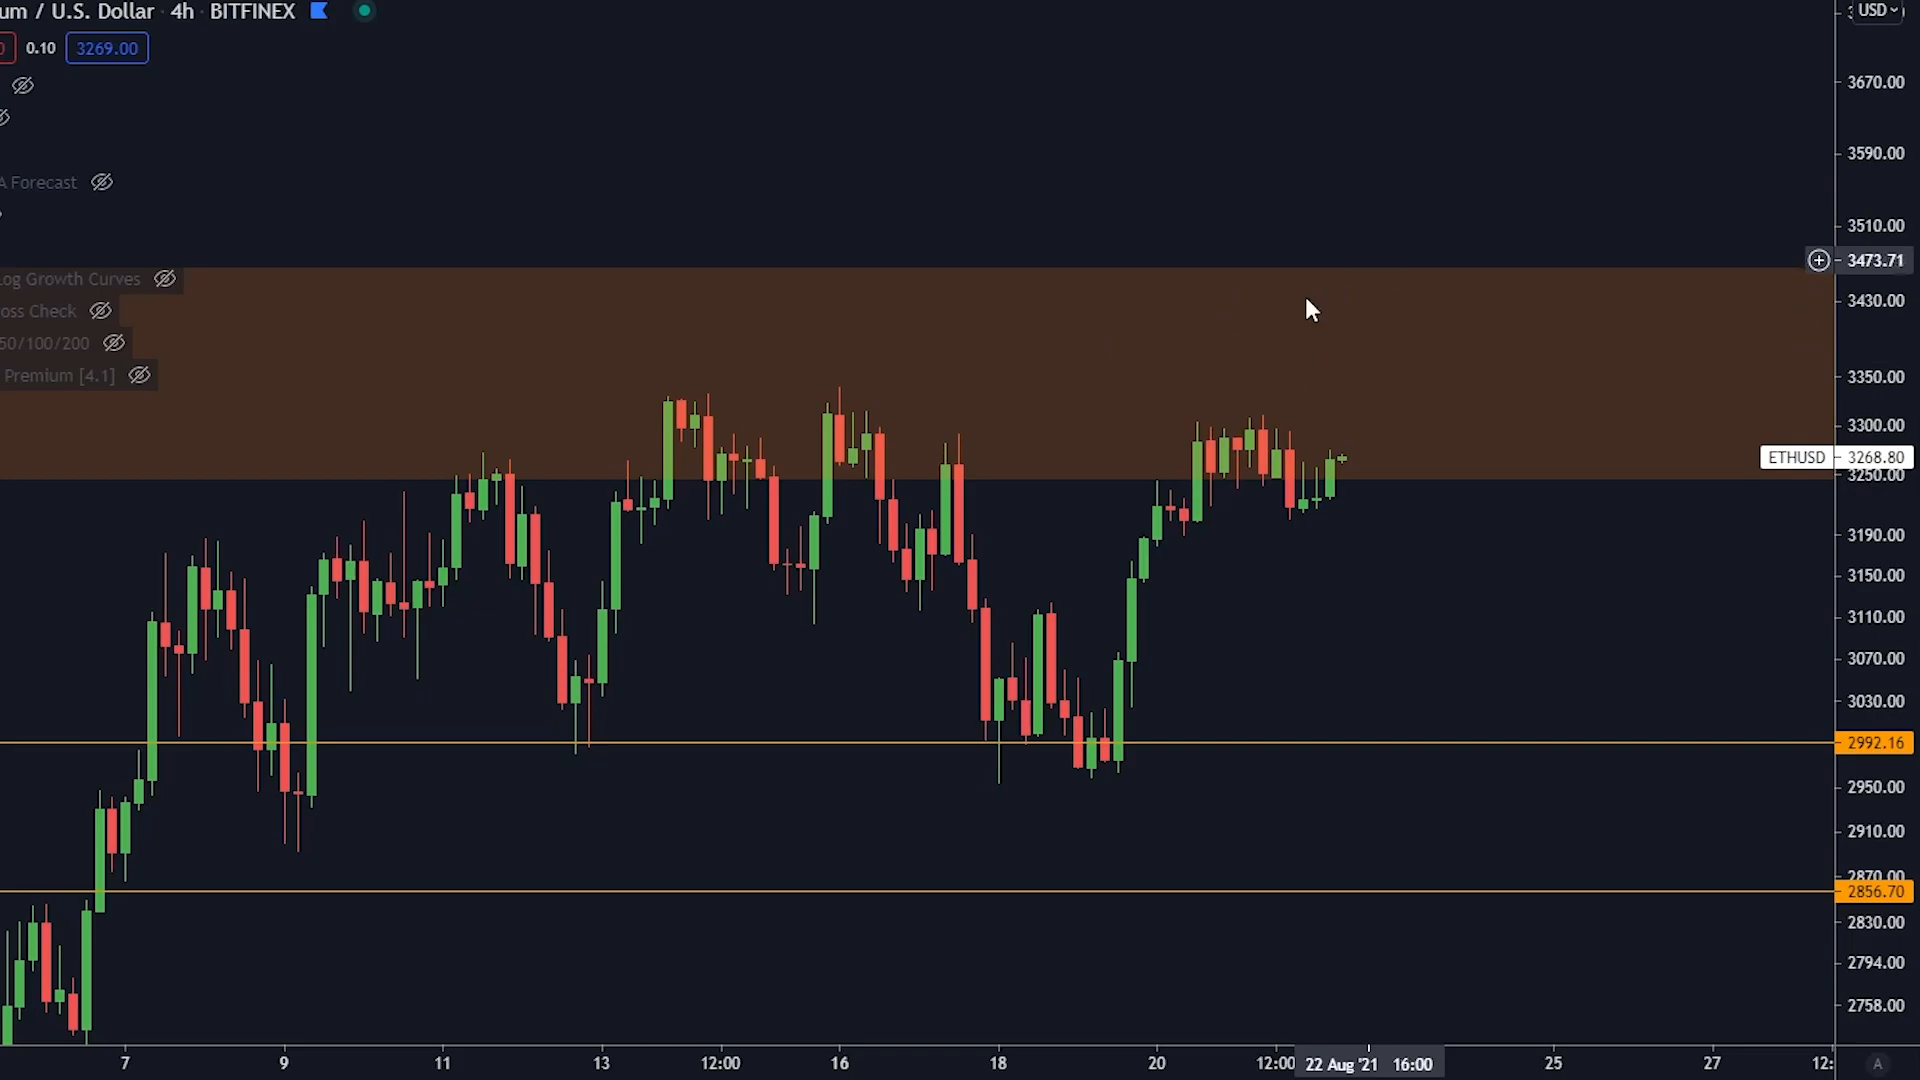 um / U.S. Dollar · 4h · BITFINEX
0 0.10 3269.00
A Forecast
Log Growth Curves
oss Check
50/100/200
Premium [4.1]
USD
3670.00
3590.00
3510.00
3473.71
3430.00
3350.00
3300.00
ETHUSD 3268.80
3250.00
3190.00
3150.00
3110.00
3070.00
3030.00
2992.16
2950.00
2910.00
2870.00
2856.70
2830.00
2794.00
2758.00
7 9 11 13 12:00 16 18 20 12:00 22 Aug '21 16:00 25 27 12: A